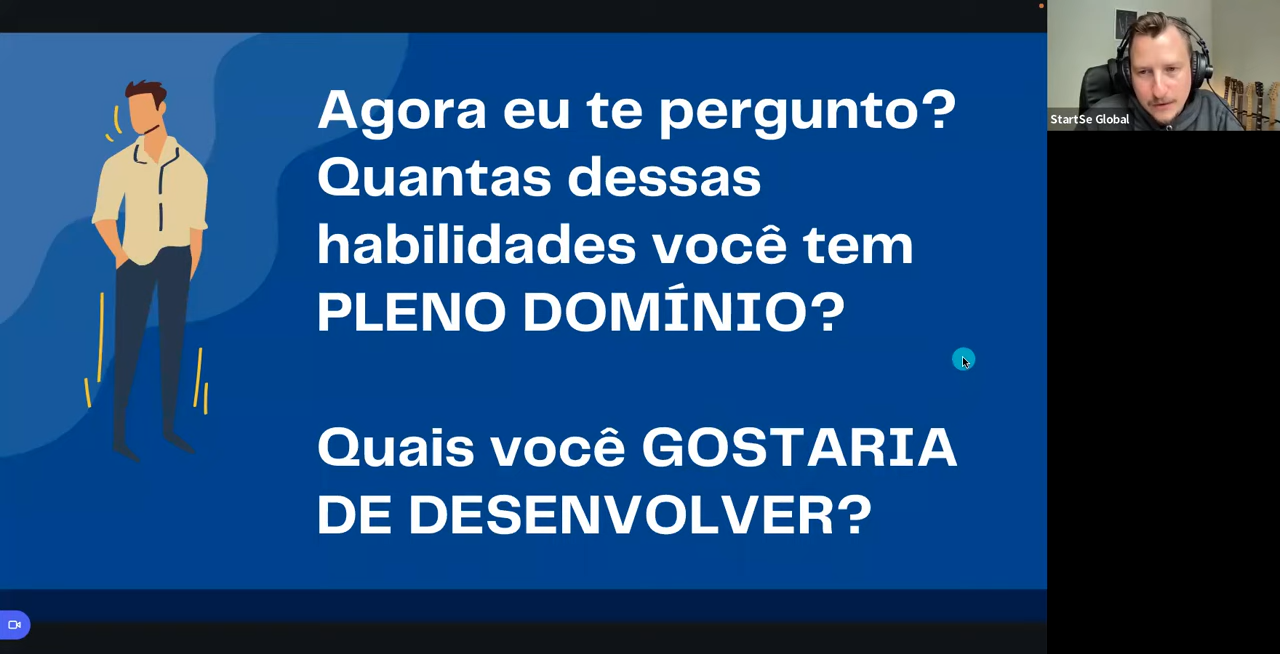 Agora eu te pergunto?
Quantas dessas
habilidades você tem
PLENO DOMÍNIO?
Quais você GOSTARIA
DE DESENVOLVER?
StartSe Global